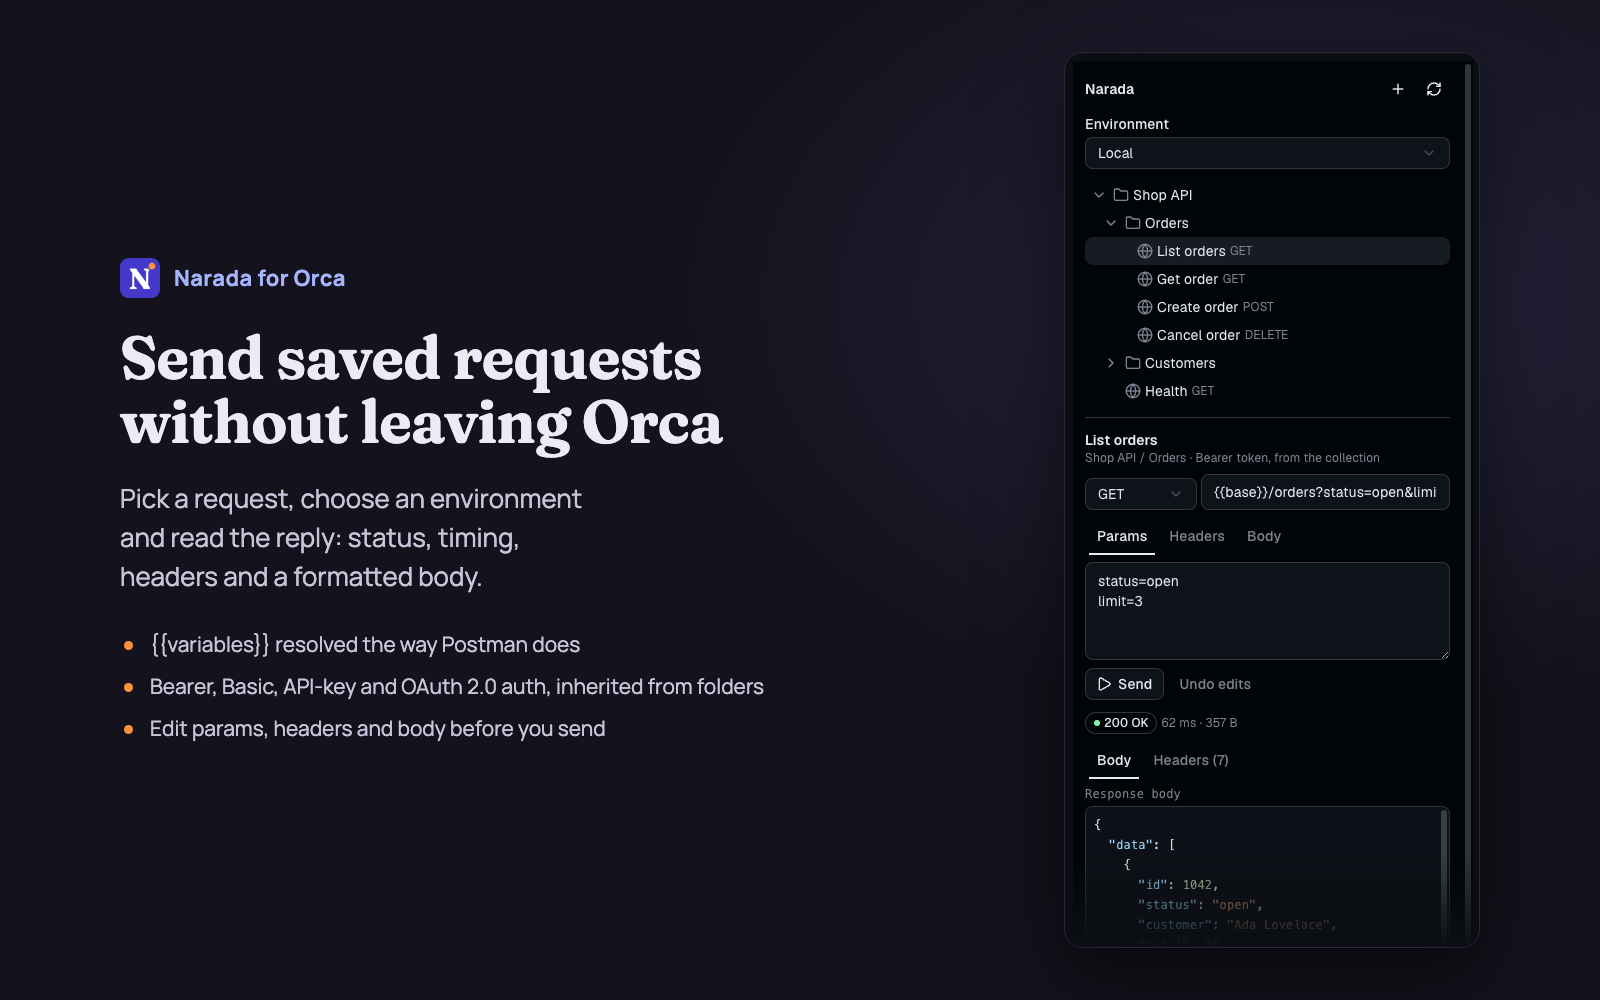 N Narada for Orca
Send saved requests
without leaving Orca
Pick a request, choose an environment
and read the reply: status, timing,
headers and a formatted body.
{{variables}} resolved the way Postman does
Bearer, Basic, API-key and OAuth 2.0 auth, inherited from folders
Edit params, headers and body before you send
Narada
Environment
Local
Shop API
Orders
List orders GET
Get order GET
Create order POST
Cancel order DELETE
Customers
Health GET
List orders
Shop API / Orders · Bearer token, from the collection
GET {{base}}/orders?status=open&limi
Params Headers Body
status=open
limit=3
Send Undo edits
200 OK 62 ms · 357 B
Body Headers (7)
Response body
{
"data": [
{
"id": 1042,
"status": "open",
"customer": "Ada Lovelace",